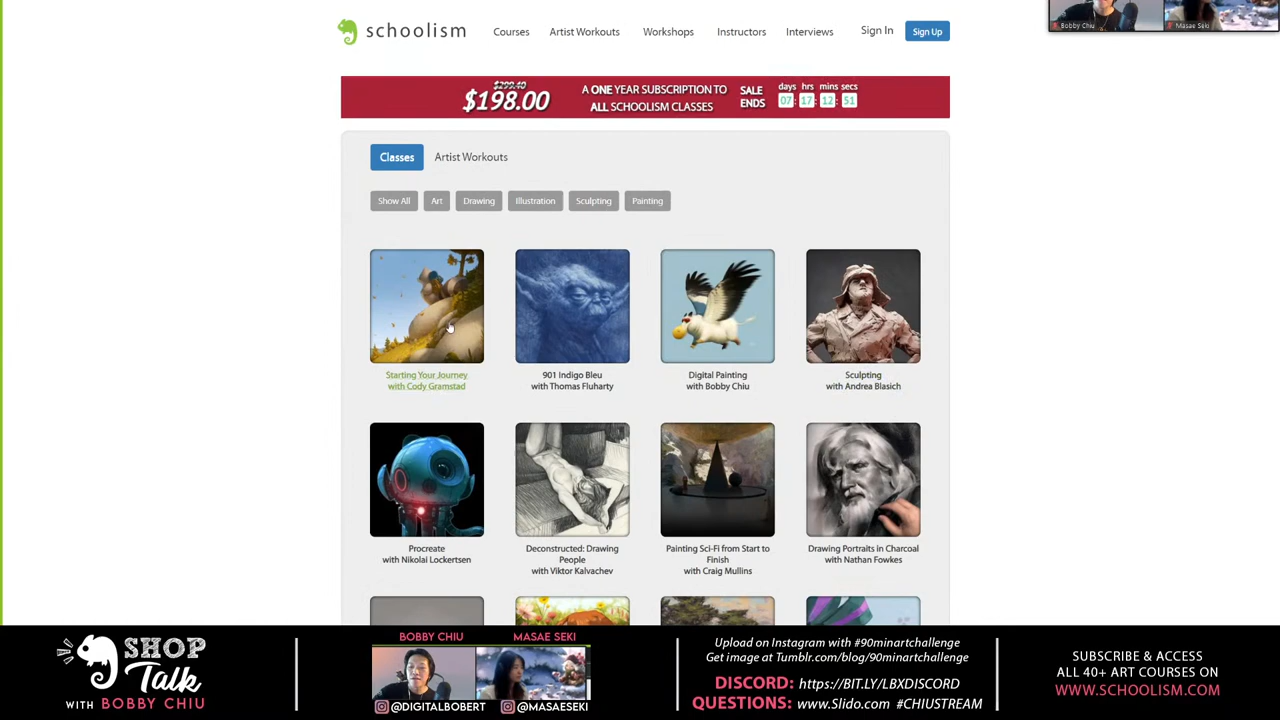 schoolism
Courses
Artist Workouts
Workshops
Instructors
Interviews
Sign In
Sign Up
Bobby Chiu
Masae Seki
$299.40
$198.00
A ONE YEAR SUBSCRIPTION TO
ALL SCHOOLISM CLASSES
SALE
ENDS
days hrs mins secs
07 : 17 : 12 : 51
Classes
Artist Workouts
Show All
Art
Drawing
Illustration
Sculpting
Painting
Starting Your Journey
with Cody Gramstad
901 Indigo Bleu
with Thomas Fluharty
Digital Painting
with Bobby Chiu
Sculpting
with Andrea Blasich
Procreate
with Nikolai Lockertsen
Deconstructed: Drawing
People
with Viktor Kalvachev
Painting Sci-Fi from Start to
Finish
with Craig Mullins
Drawing Portraits in Charcoal
with Nathan Fowkes
SHOP
Talk
WITH BOBBY CHIU
BOBBY CHIU
MASAE SEKI
@DIGITALBOBERT
@MASAESEKI
Upload on Instagram with #90minartchallenge
Get image at Tumblr.com/blog/90minartchallenge
DISCORD: https://BIT.LY/LBXDISCORD
QUESTIONS: www.Slido.com #CHIUSTREAM
SUBSCRIBE & ACCESS
ALL 40+ ART COURSES ON
WWW.SCHOOLISM.COM